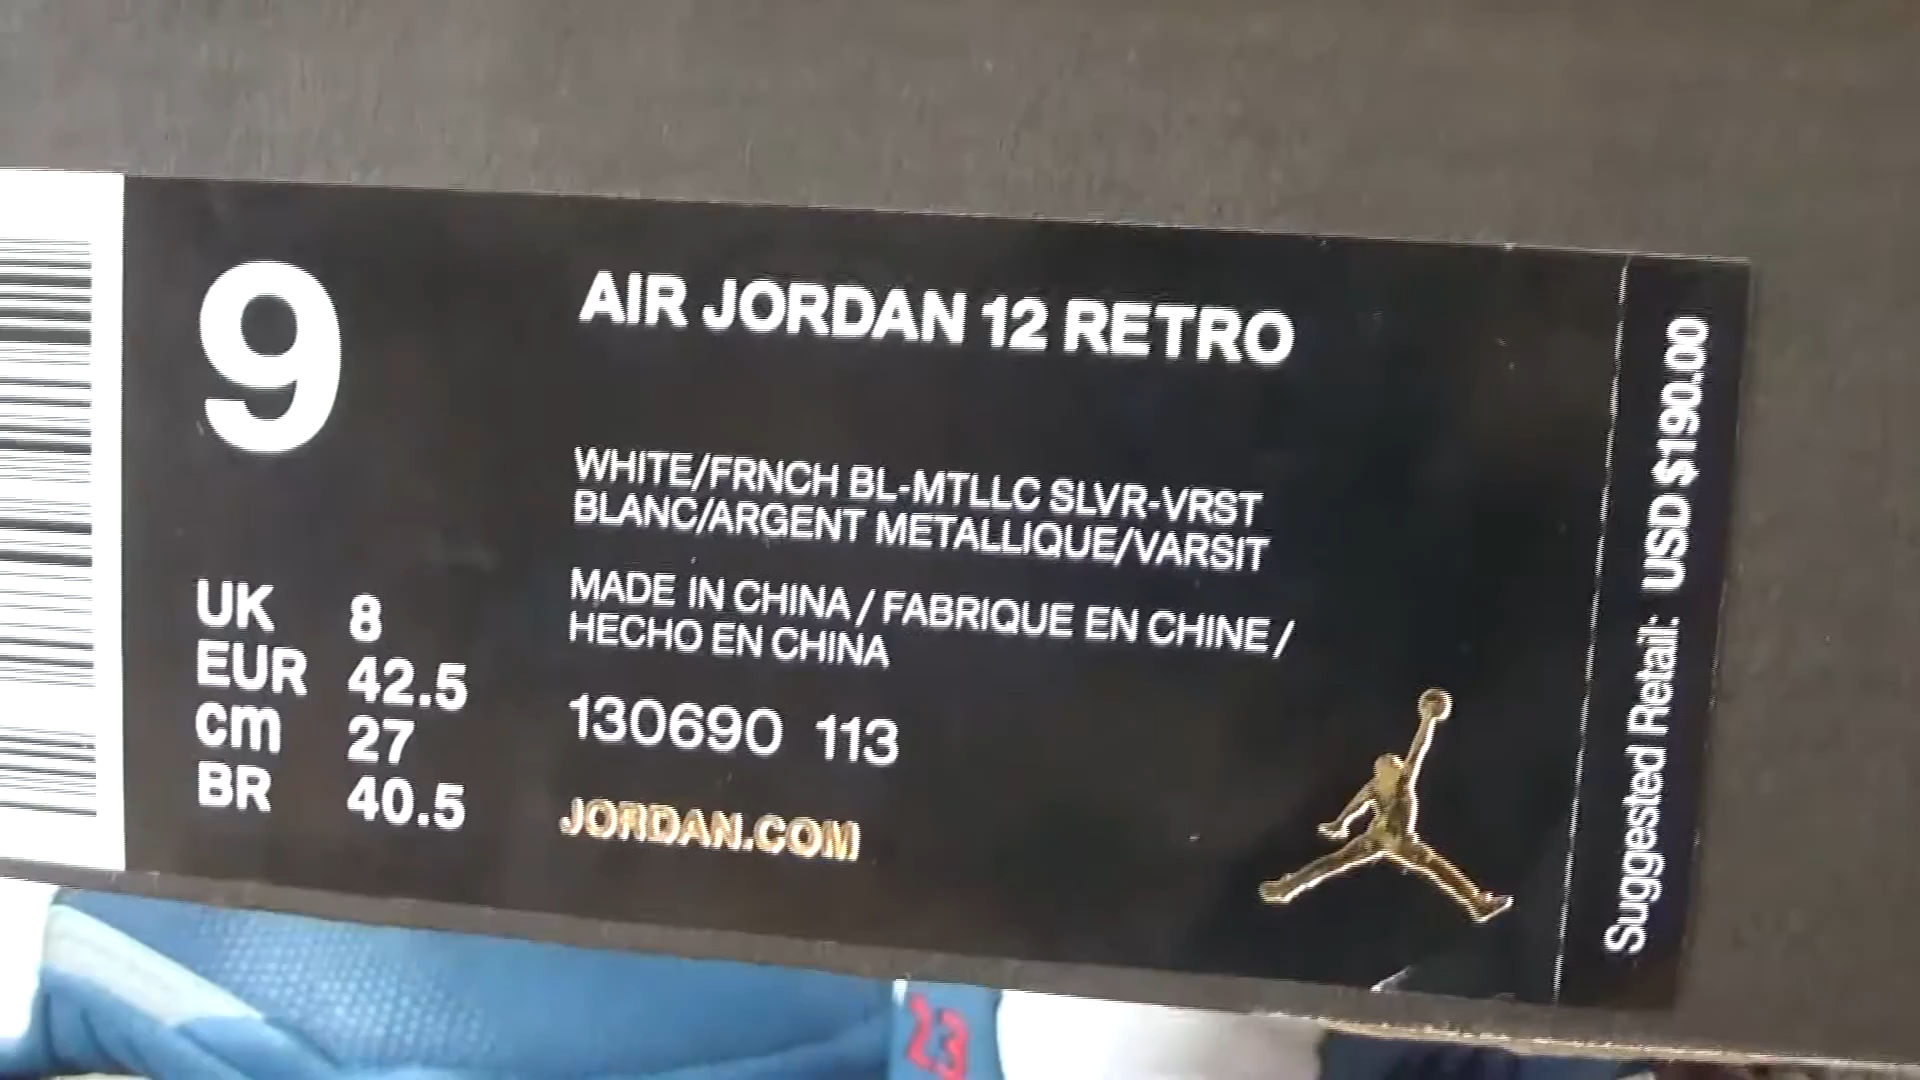 9
AIR JORDAN 12 RETRO
WHITE/FRNCH BL-MTLLC SLVR-VRST
BLANC/ARGENT METALLIQUE/VARSIT
MADE IN CHINA / FABRIQUE EN CHINE /
HECHO EN CHINA
UK 8
EUR 42.5
cm 27
BR 40.5
130690 113
JORDAN.COM
Suggested Retail: USD $190.00
23